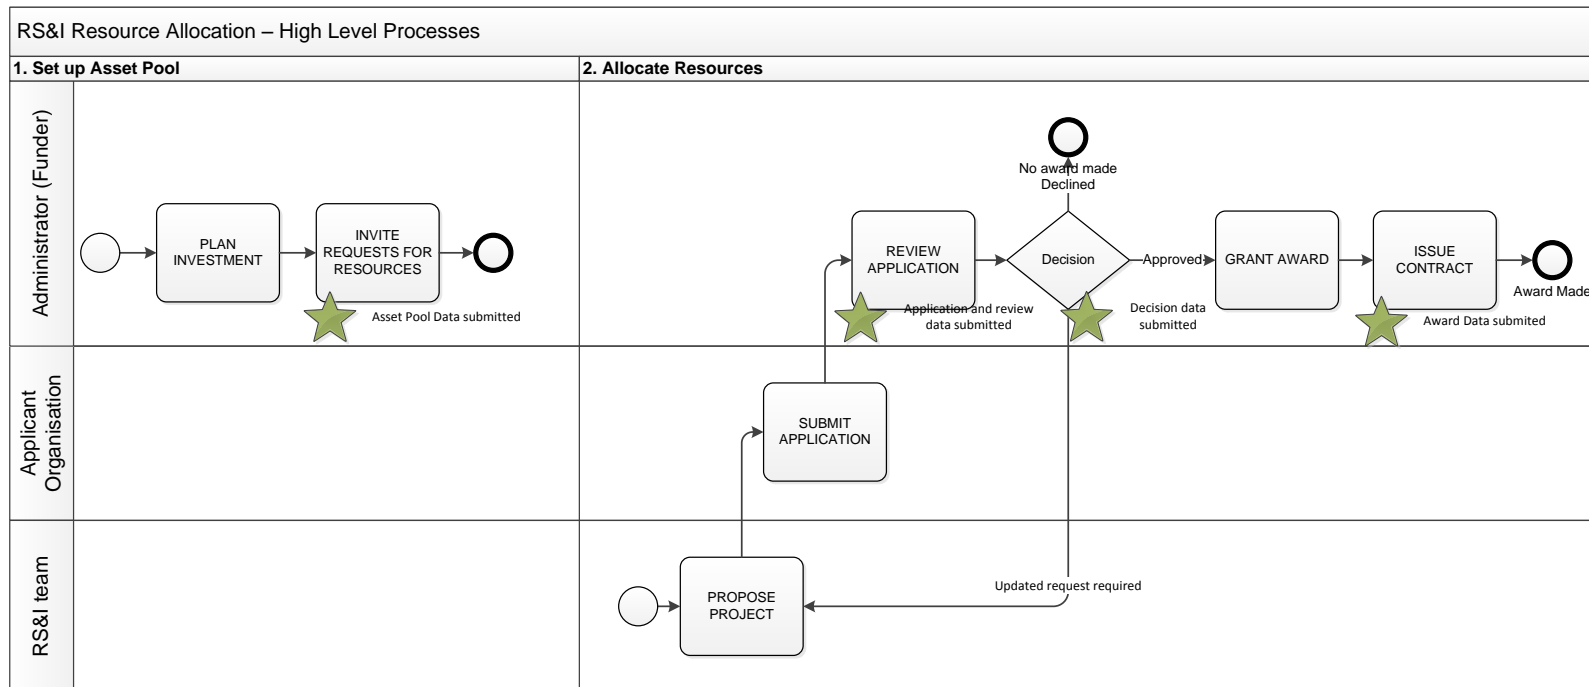 RS&I Resource Allocation – High Level Processes
1. Set up Asset Pool
2. Allocate Resources
Administrator (Funder)
PLAN
INVESTMENT
INVITE
REQUESTS FOR
RESOURCES
Asset Pool Data submitted
REVIEW
APPLICATION
Application and review
data submitted
No award made
Declined
Decision
Decision data
submitted
Approved
GRANT AWARD
ISSUE
CONTRACT
Award Data submited
Award Made
Applicant
Organisation
SUBMIT
APPLICATION
RS&I team
PROPOSE
PROJECT
Updated request required